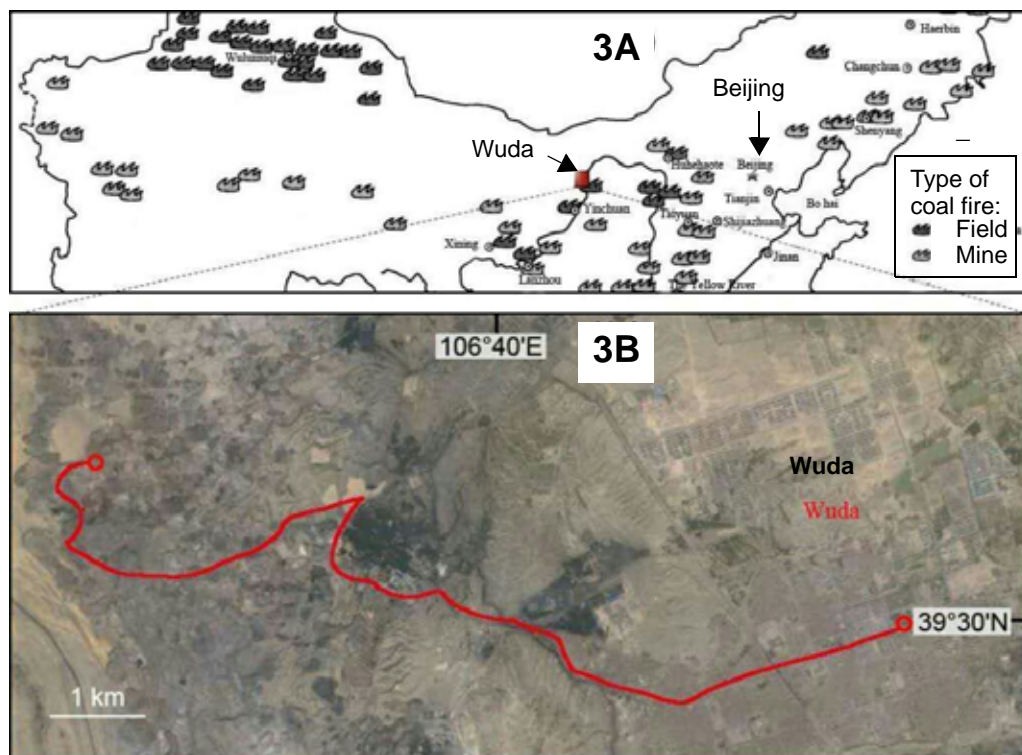 3A
Haerbin
Wulumuqi
Changchun
Beijing
Shenyang
Wuda
Huhehaote
Beijing
Tianjin
Bo hai
Type of
coal fire:
Field
Mine
Yinchuan
Taiyuan
Shijiazhuang
Xining
Jinan
Lanzhou
The Yellow River
106°40'E
3B
Wuda
Wuda
39°30'N
1 km